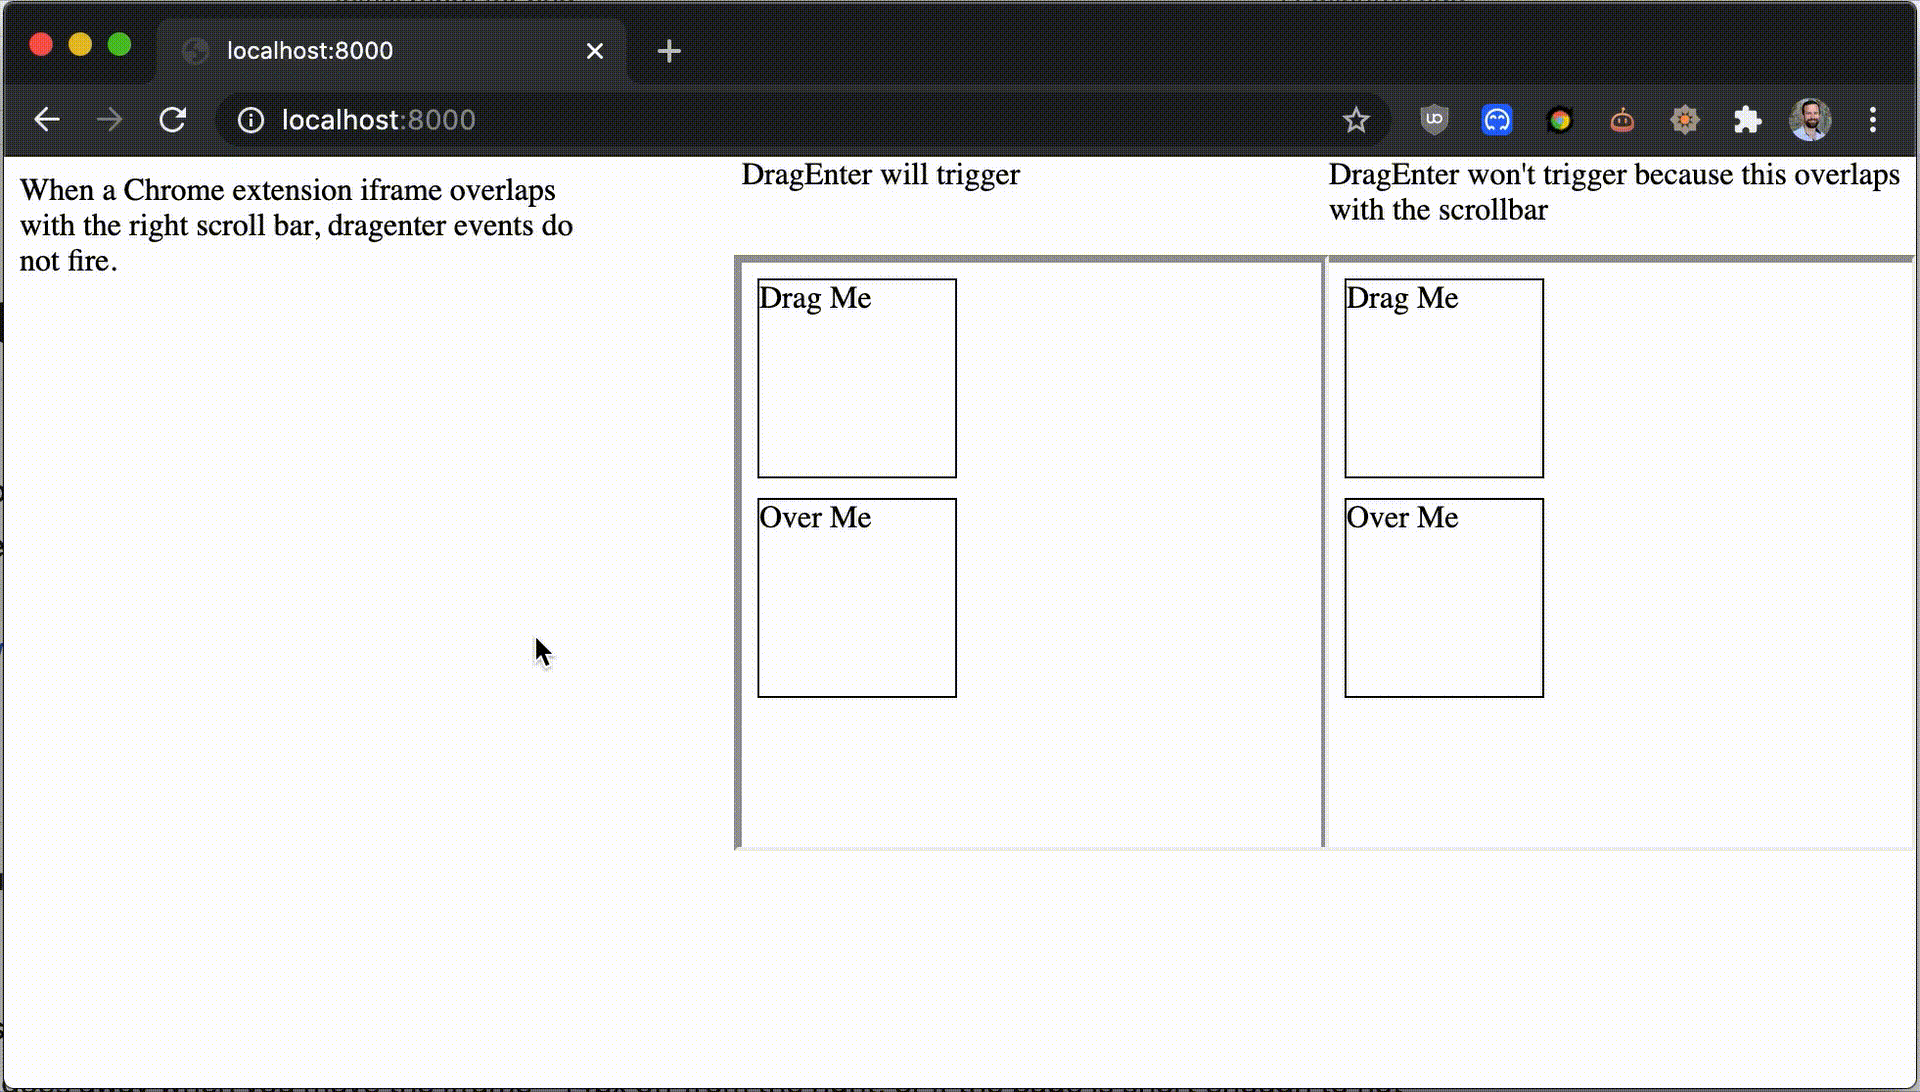 localhost:8000
localhost:8000
When a Chrome extension iframe overlaps
with the right scroll bar, dragenter events do
not fire.
DragEnter will trigger
Drag Me
Over Me
DragEnter won't trigger because this overlaps
with the scrollbar
Drag Me
Over Me